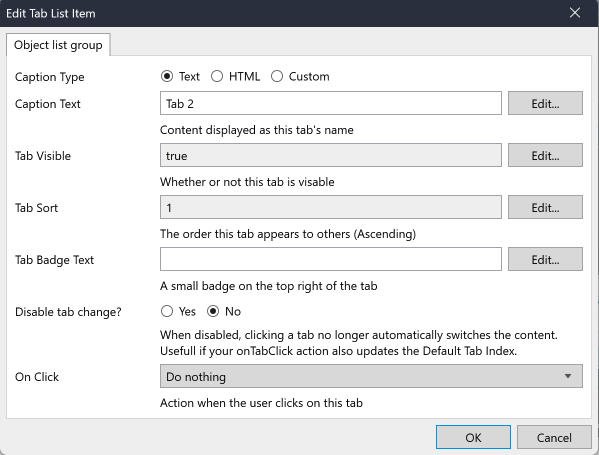 Edit Tab List Item
Object list group
Caption Type Text HTML Custom
Caption Text Tab 2 Edit...
Content displayed as this tab's name
Tab Visible true Edit...
Whether or not this tab is visable
Tab Sort 1 Edit...
The order this tab appears to others (Ascending)
Tab Badge Text Edit...
A small badge on the top right of the tab
Disable tab change? Yes No
When disabled, clicking a tab no longer automatically switches the content.
Usefull if your onTabClick action also updates the Default Tab Index.
On Click Do nothing
Action when the user clicks on this tab
OK Cancel